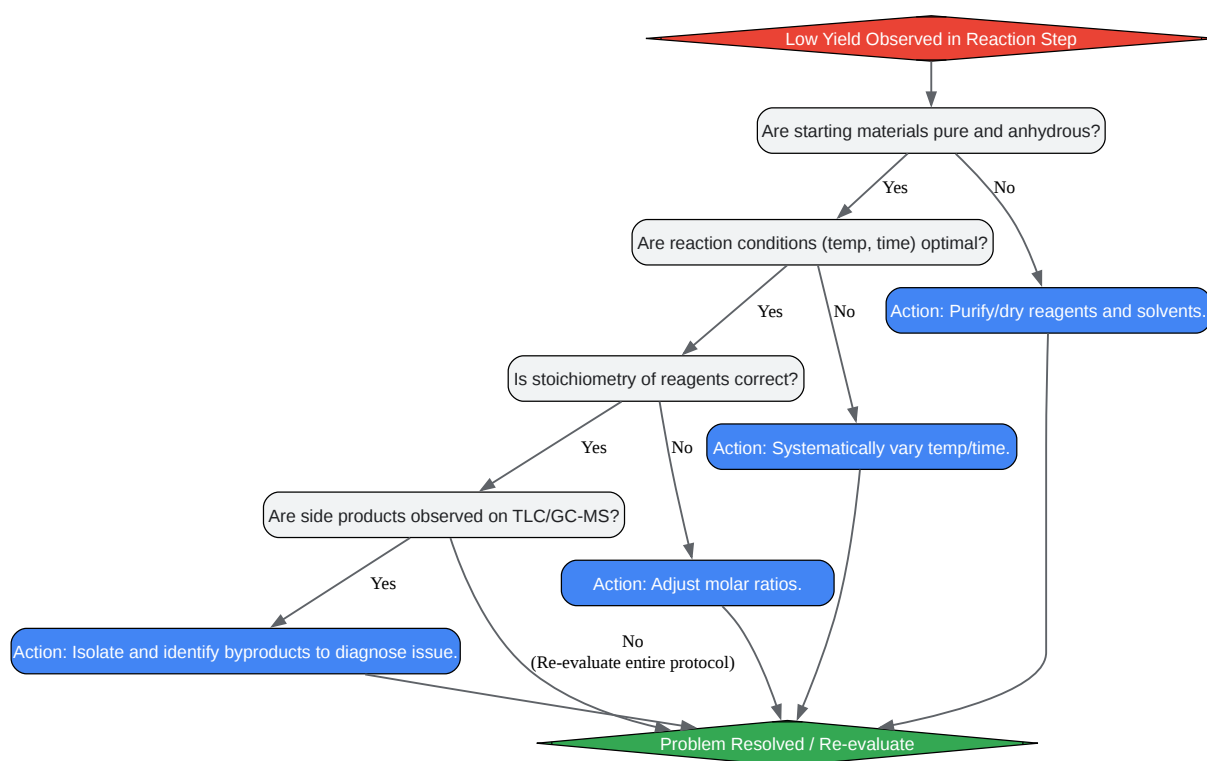 Low Yield Observed in Reaction Step
Are starting materials pure and anhydrous?
Yes
No
Are reaction conditions (temp, time) optimal?
Yes
No
Action: Purify/dry reagents and solvents.
Is stoichiometry of reagents correct?
Yes
No
Action: Systematically vary temp/time.
Are side products observed on TLC/GC-MS?
Yes
Action: Adjust molar ratios.
No
(Re-evaluate entire protocol)
Action: Isolate and identify byproducts to diagnose issue.
Problem Resolved / Re-evaluate